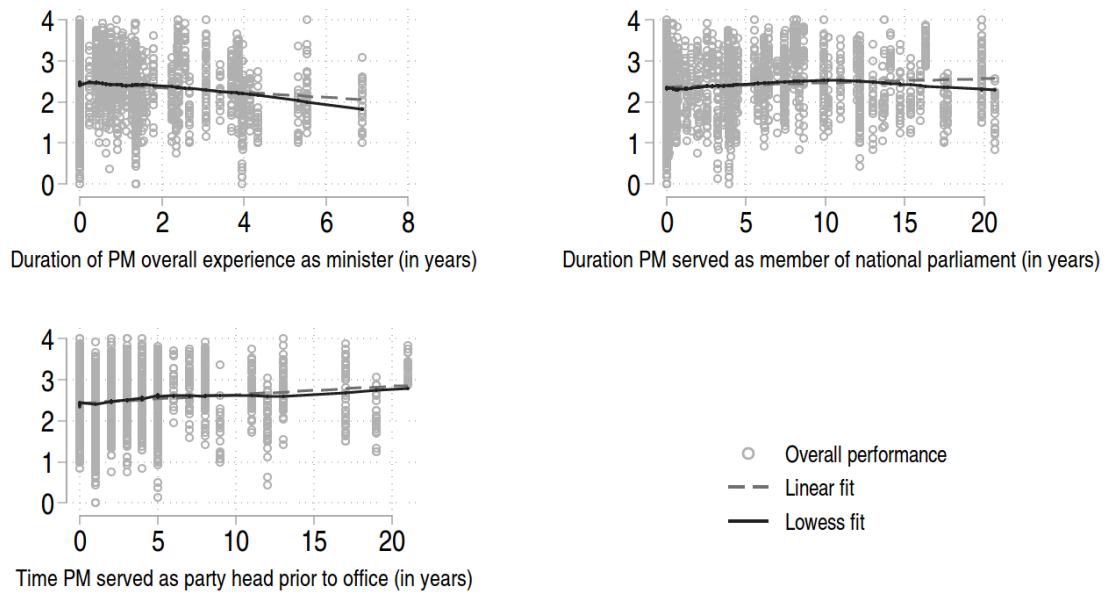 4
3
2
1
0
0 2 4 6 8
Duration of PM overall experience as minister (in years)
4
3
2
1
0
0 5 10 15 20
Duration PM served as member of national parliament (in years)
4
3
2
1
0
0 5 10 15 20
Time PM served as party head prior to office (in years)
Overall performance
Linear fit
Lowess fit